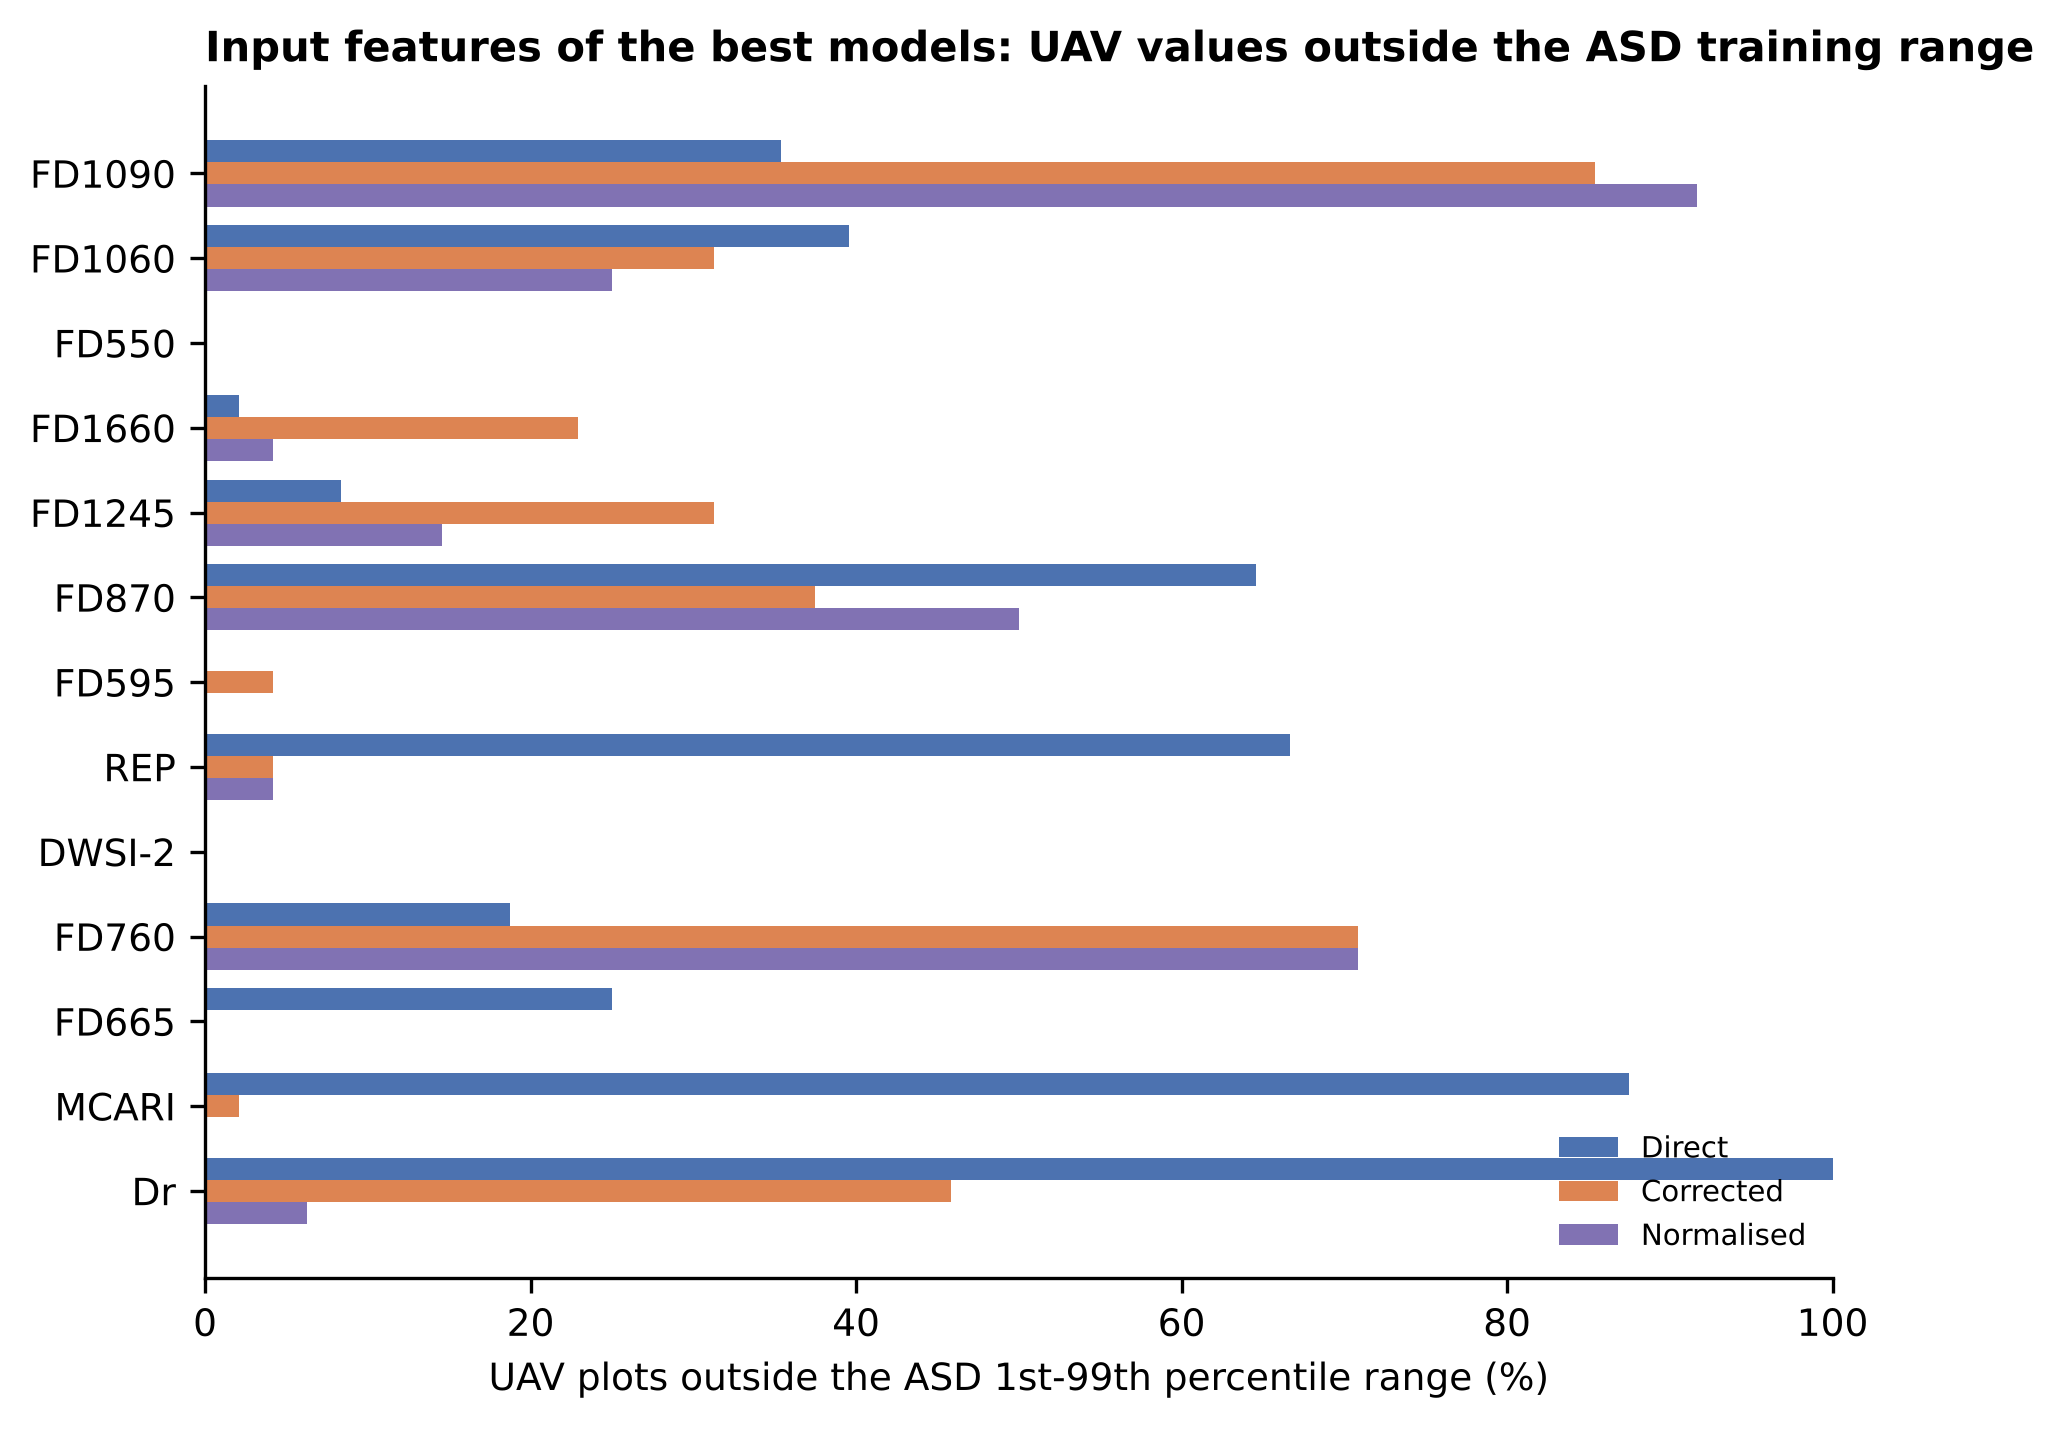 Input features of the best models: UAV values outside the ASD training range
FD1090
FD1060
FD550
FD1660
FD1245
FD870
FD595
REP
DWSI-2
FD760
FD665
MCARI
Dr
Direct
Corrected
Normalised
0 20 40 60 80 100
UAV plots outside the ASD 1st-99th percentile range (%)